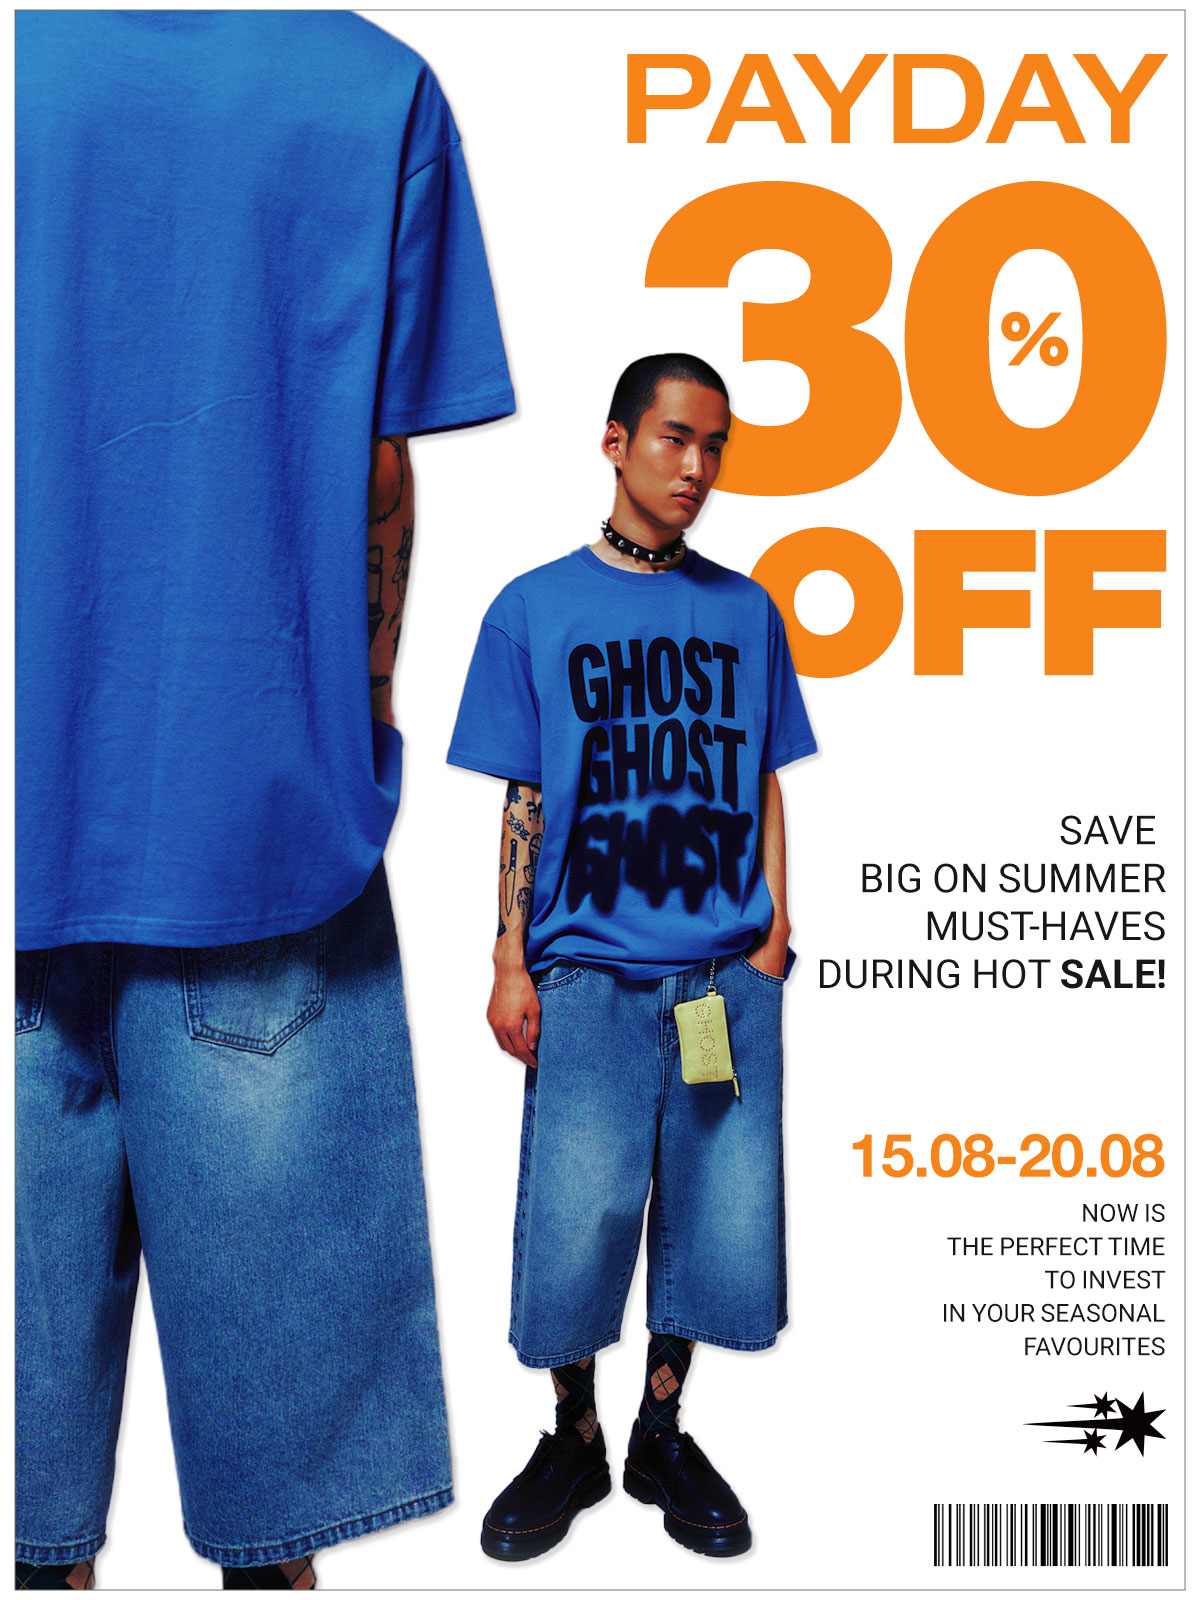 PAYDAY
30%
OFF
GHOST
GHOST
GHOST
SAVE
BIG ON SUMMER
MUST-HAVES
DURING HOT SALE!
GHOST
15.08-20.08
NOW IS
THE PERFECT TIME
TO INVEST
IN YOUR SEASONAL
FAVOURITES